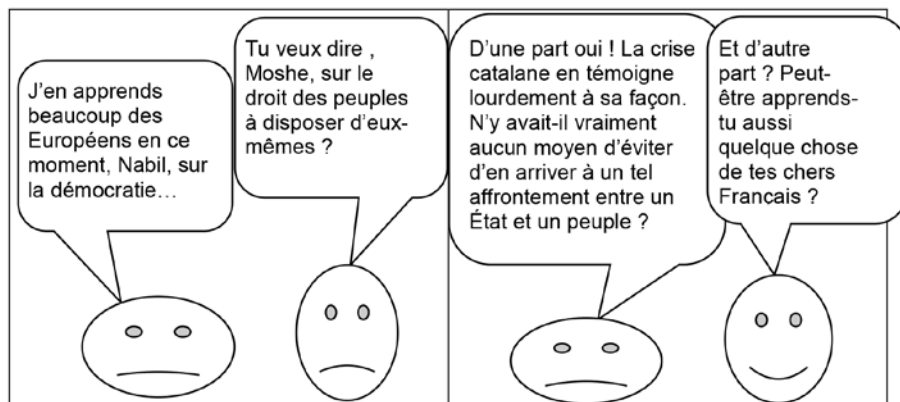 J'en apprends
beaucoup des
Européens en ce
moment, Nabil, sur
la démocratie…
Tu veux dire ,
Moshe, sur le
droit des peuples
à disposer d'eux-
mêmes ?
D'une part oui ! La crise
catalane en témoigne
lourdement à sa façon.
N'y avait-il vraiment
aucun moyen d'éviter
d'en arriver à un tel
affrontement entre un
État et un peuple ?
Et d'autre
part ? Peut-
être apprends-
tu aussi
quelque chose
de tes chers
Français ?